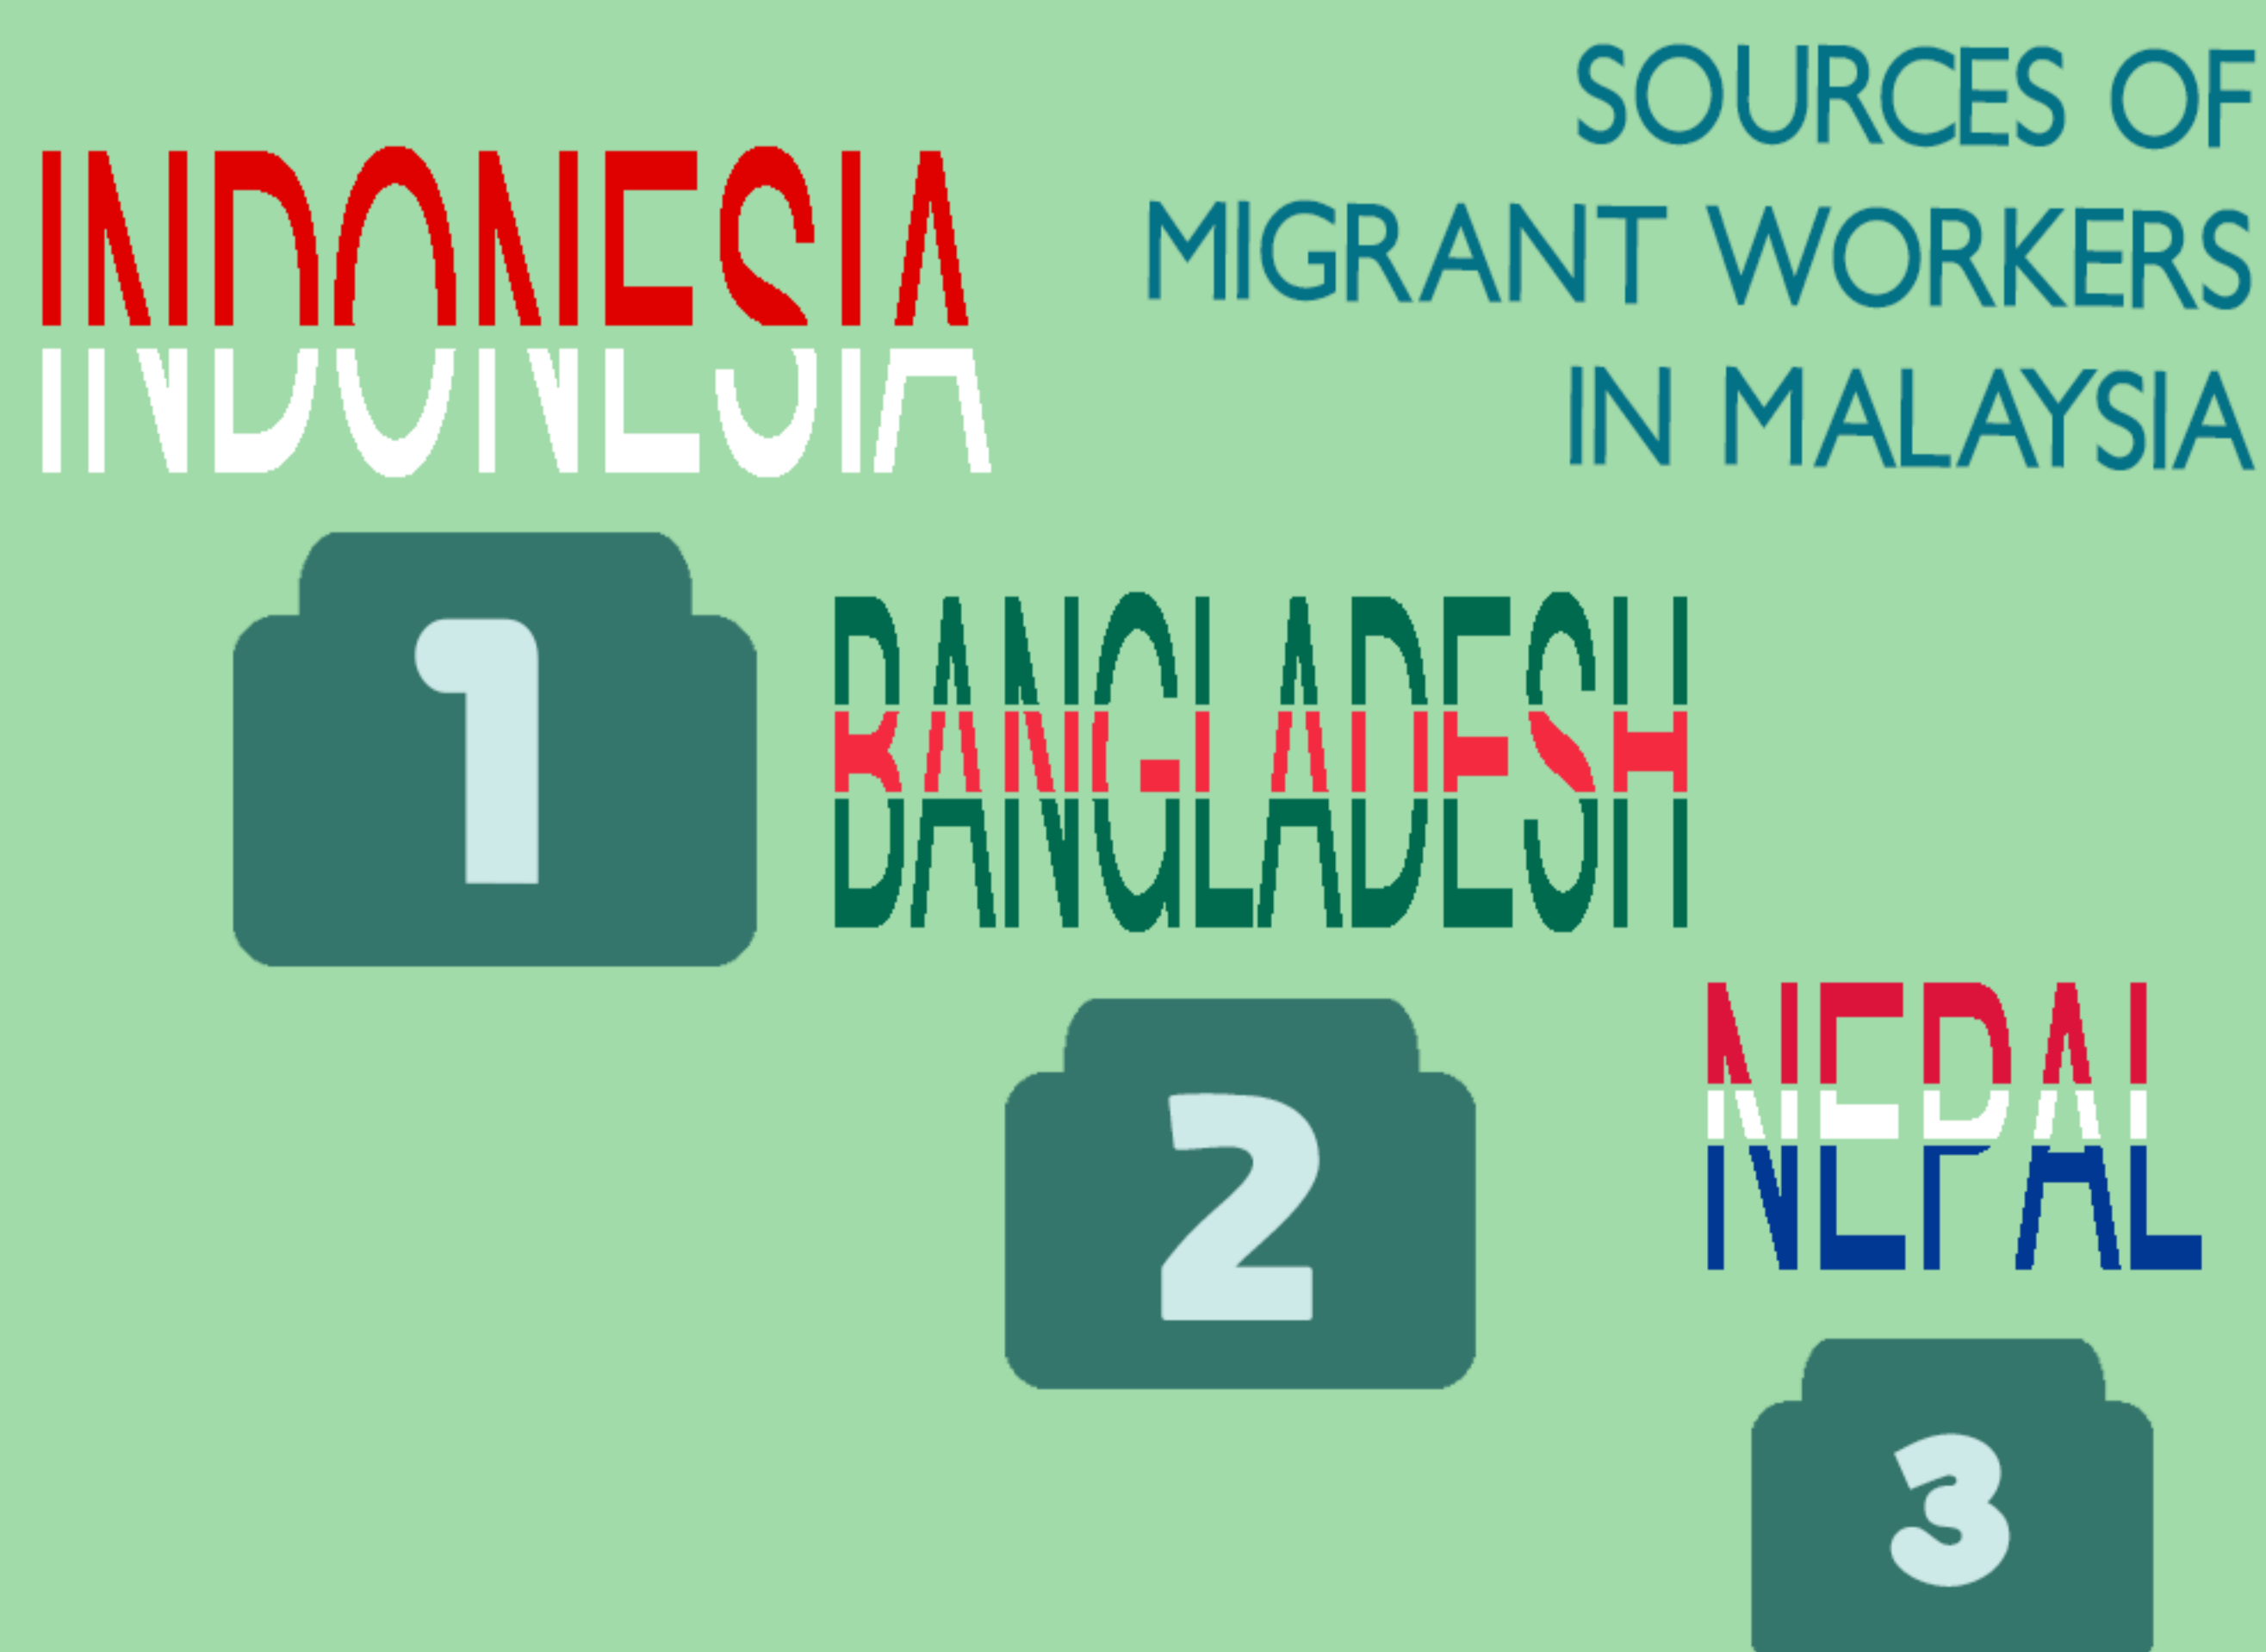 SOURCES OF
MIGRANT WORKERS
IN MALAYSIA
INDONESIA
1
BANGLADESH
2
NEPAL
3